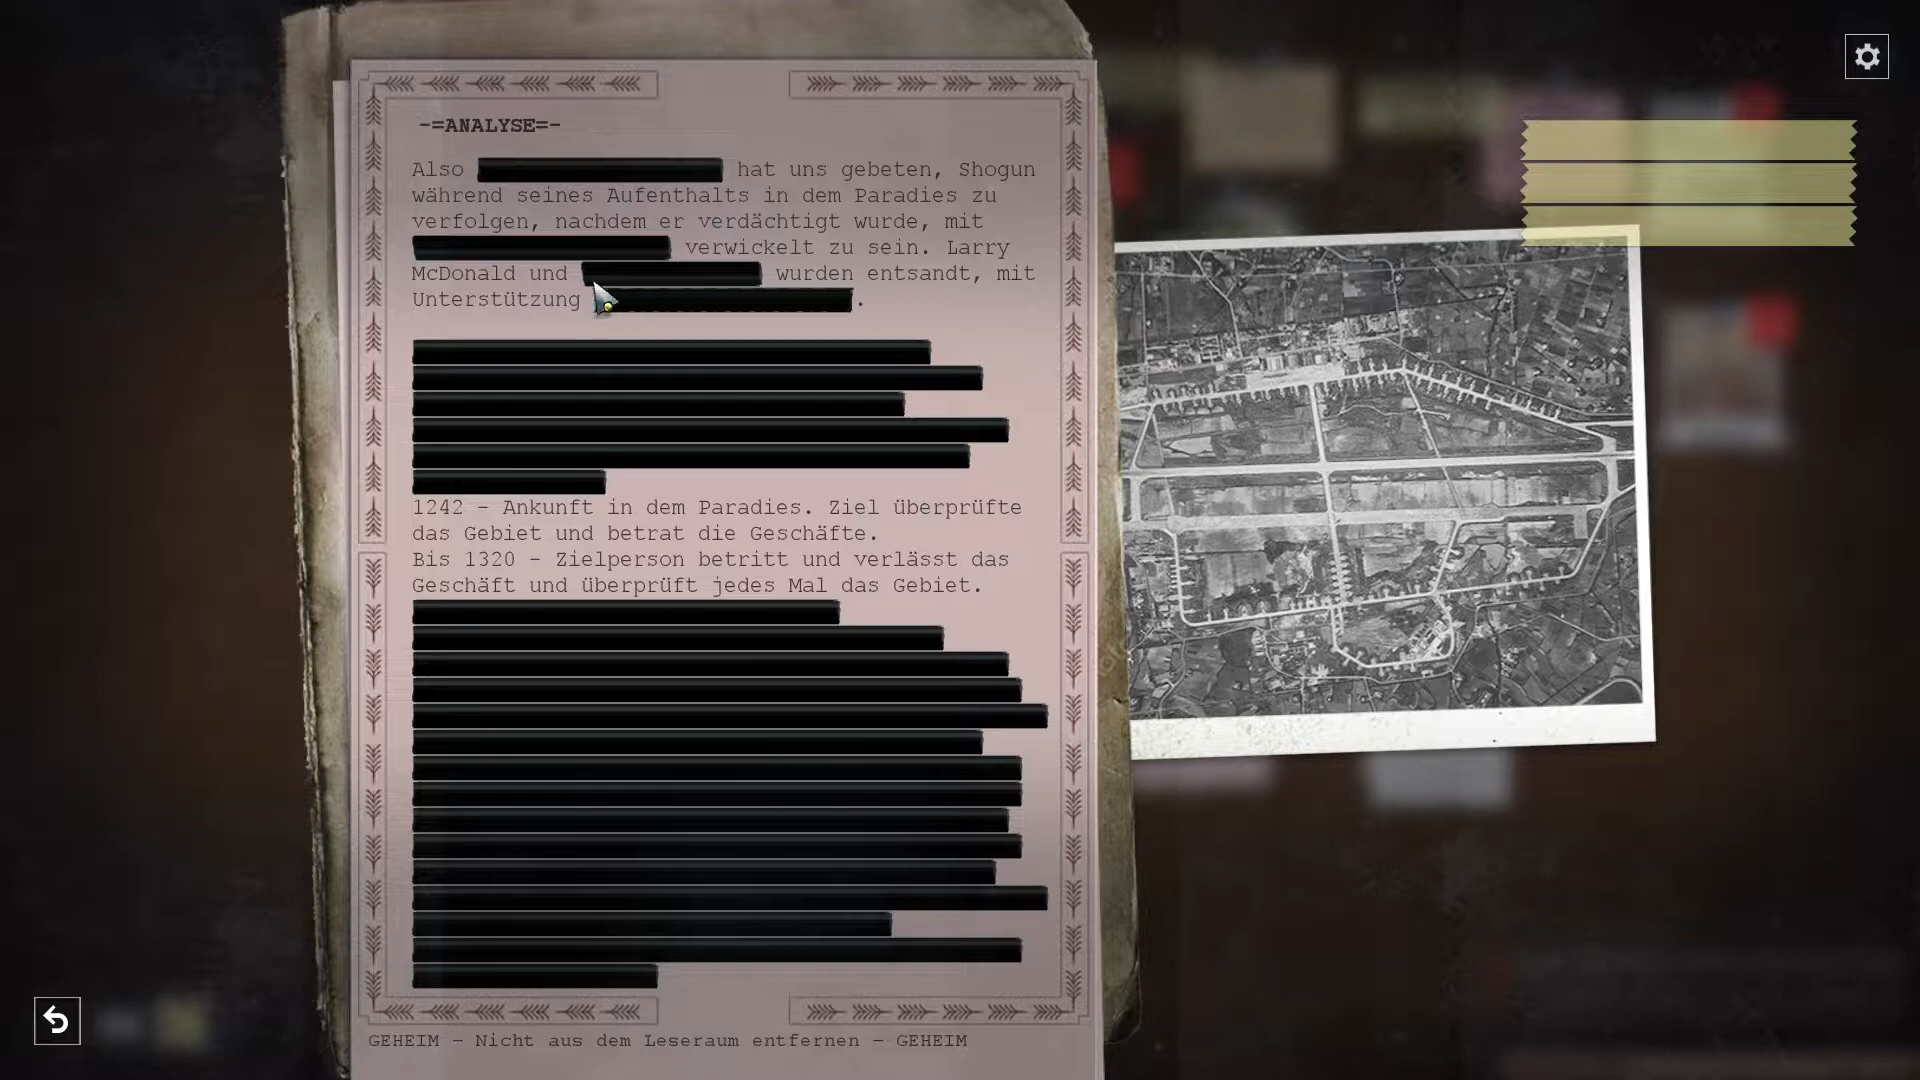 -=ANALYSE=-
Also hat uns gebeten, Shogun
während seines Aufenthalts in dem Paradies zu
verfolgen, nachdem er verdächtigt wurde, mit
verwickelt zu sein. Larry
McDonald und wurden entsandt, mit
Unterstützung .
1242 - Ankunft in dem Paradies. Ziel überprüfte
das Gebiet und betrat die Geschäfte.
Bis 1320 - Zielperson betritt und verlässt das
Geschäft und überprüft jedes Mal das Gebiet.
GEHEIM - Nicht aus dem Leseraum entfernen - GEHEIM